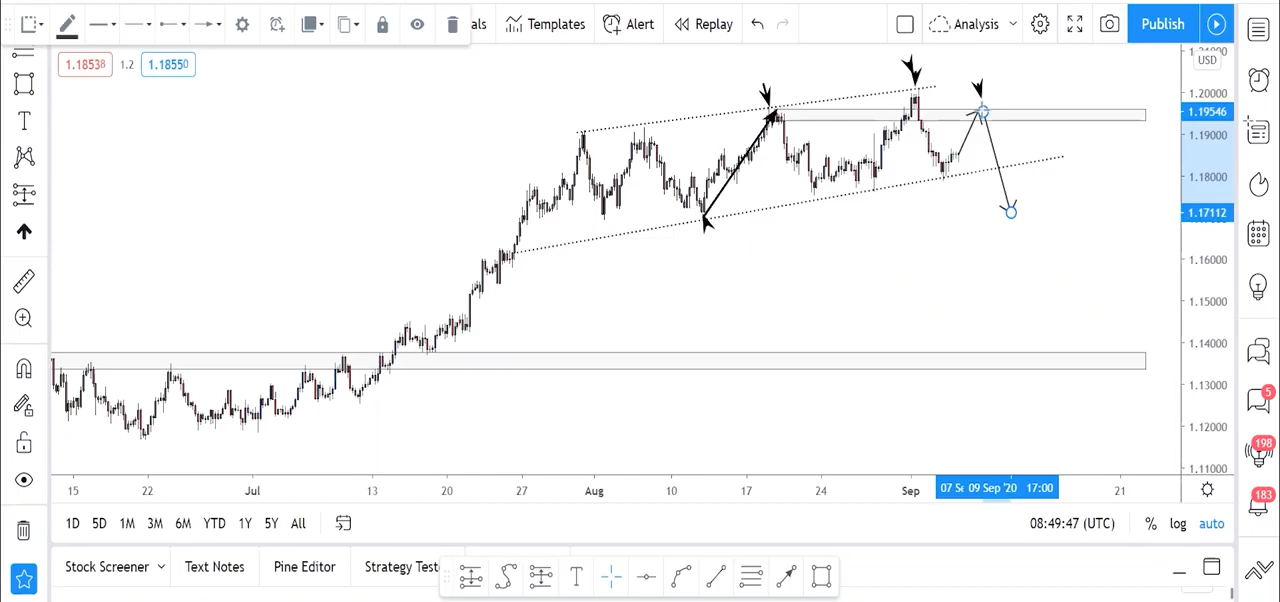 als Templates Alert Replay Analysis Publish
1.18538 1.2 1.18550
USD
1.20000
1.19546
1.19000
1.18000
1.17112
1.16000
1.15000
1.14000
1.13000
1.12000
1.11000
15 22 Jul 13 20 27 Aug 10 17 24 Sep 09 Sep '20 17:00 21
1D 5D 1M 3M 6M YTD 1Y 5Y All 08:49:47 (UTC) % log auto
Stock Screener Text Notes Pine Editor Strategy Test
5
198
183